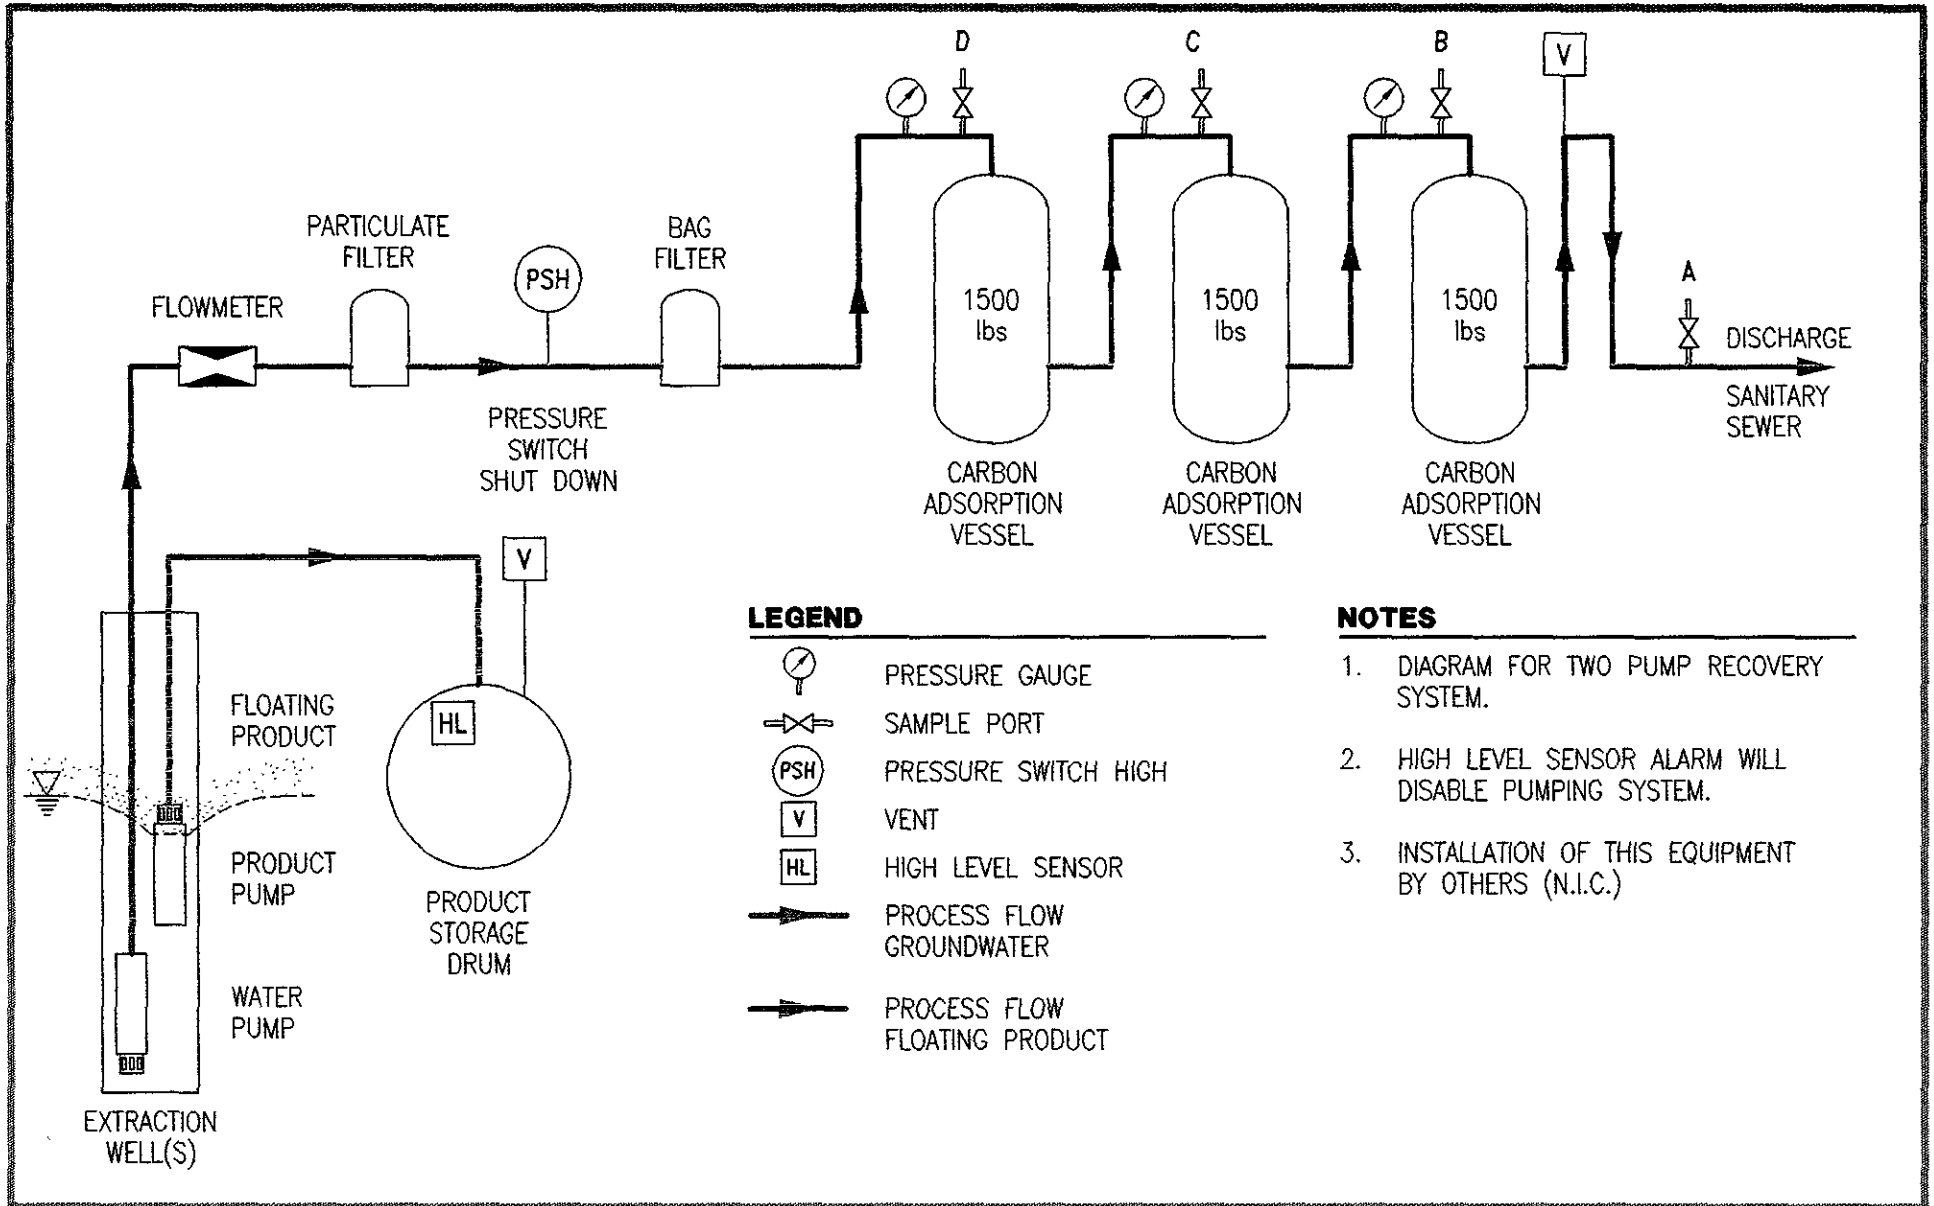 D
C
B
V
PARTICULATE
FILTER
PSH
BAG
FILTER
FLOWMETER
1500
lbs
1500
lbs
1500
lbs
A
DISCHARGE
SANITARY
SEWER
PRESSURE
SWITCH
SHUT DOWN
CARBON
ADSORPTION
VESSEL
CARBON
ADSORPTION
VESSEL
CARBON
ADSORPTION
VESSEL
V
FLOATING
PRODUCT
HL
PRODUCT
PUMP
PRODUCT
STORAGE
DRUM
WATER
PUMP
EXTRACTION
WELL(S)
LEGEND
PRESSURE GAUGE
SAMPLE PORT
PSH PRESSURE SWITCH HIGH
V VENT
HL HIGH LEVEL SENSOR
PROCESS FLOW
GROUNDWATER
PROCESS FLOW
FLOATING PRODUCT
NOTES
1. DIAGRAM FOR TWO PUMP RECOVERY
SYSTEM.
2. HIGH LEVEL SENSOR ALARM WILL
DISABLE PUMPING SYSTEM.
3. INSTALLATION OF THIS EQUIPMENT
BY OTHERS (N.I.C.)